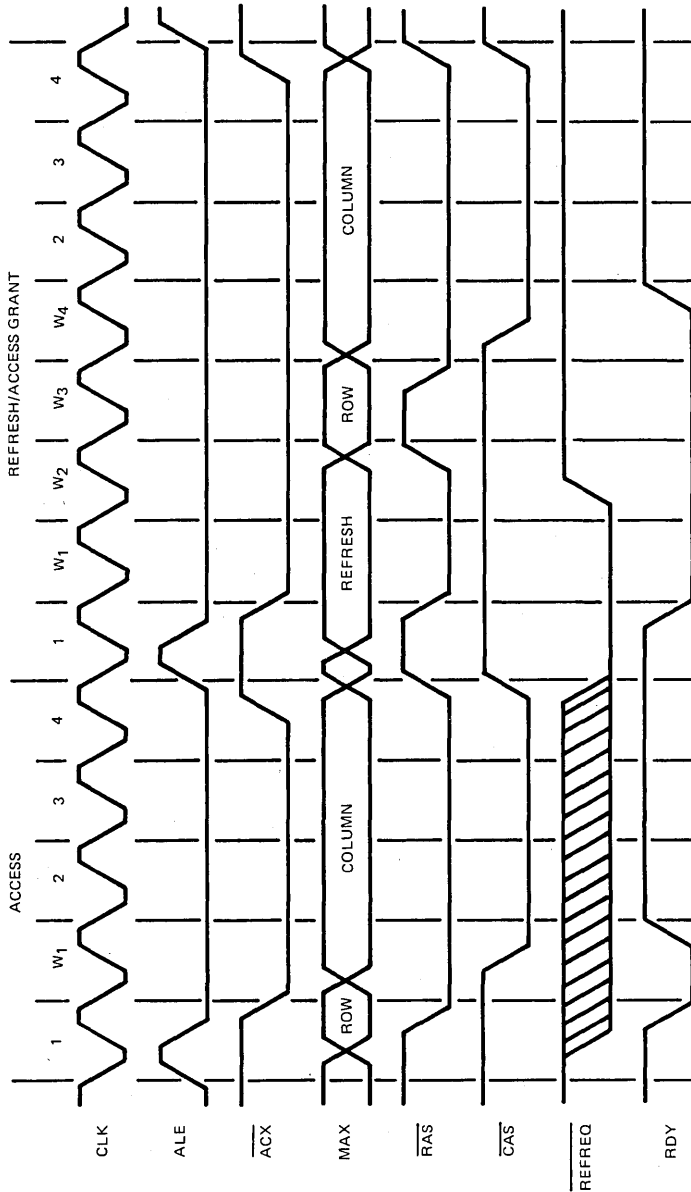 ACCESS
REFRESH/ACCESS GRANT
1 W1 2 3 4 1 W1 W2 W3 W4 2 3 4
CLK
ALE
ACX
MAX
ROW COLUMN REFRESH ROW COLUMN
RAS
CAS
REFREQ
RDY